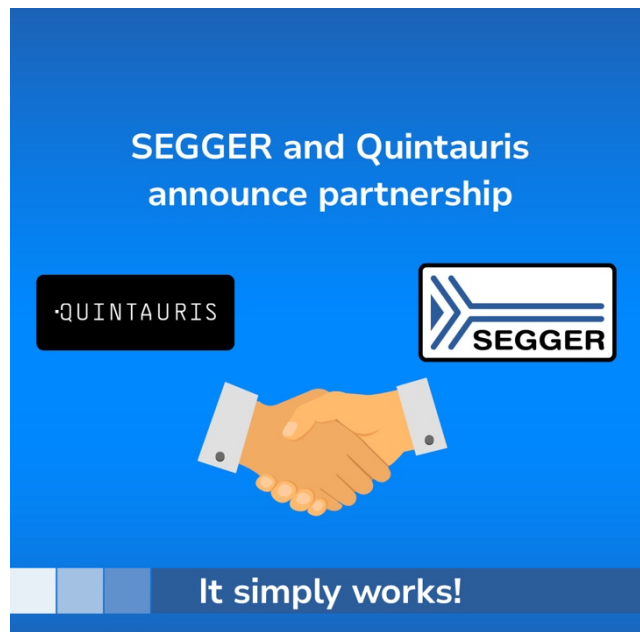 SEGGER and Quintauris
announce partnership
QUINTAURIS
SEGGER
It simply works!